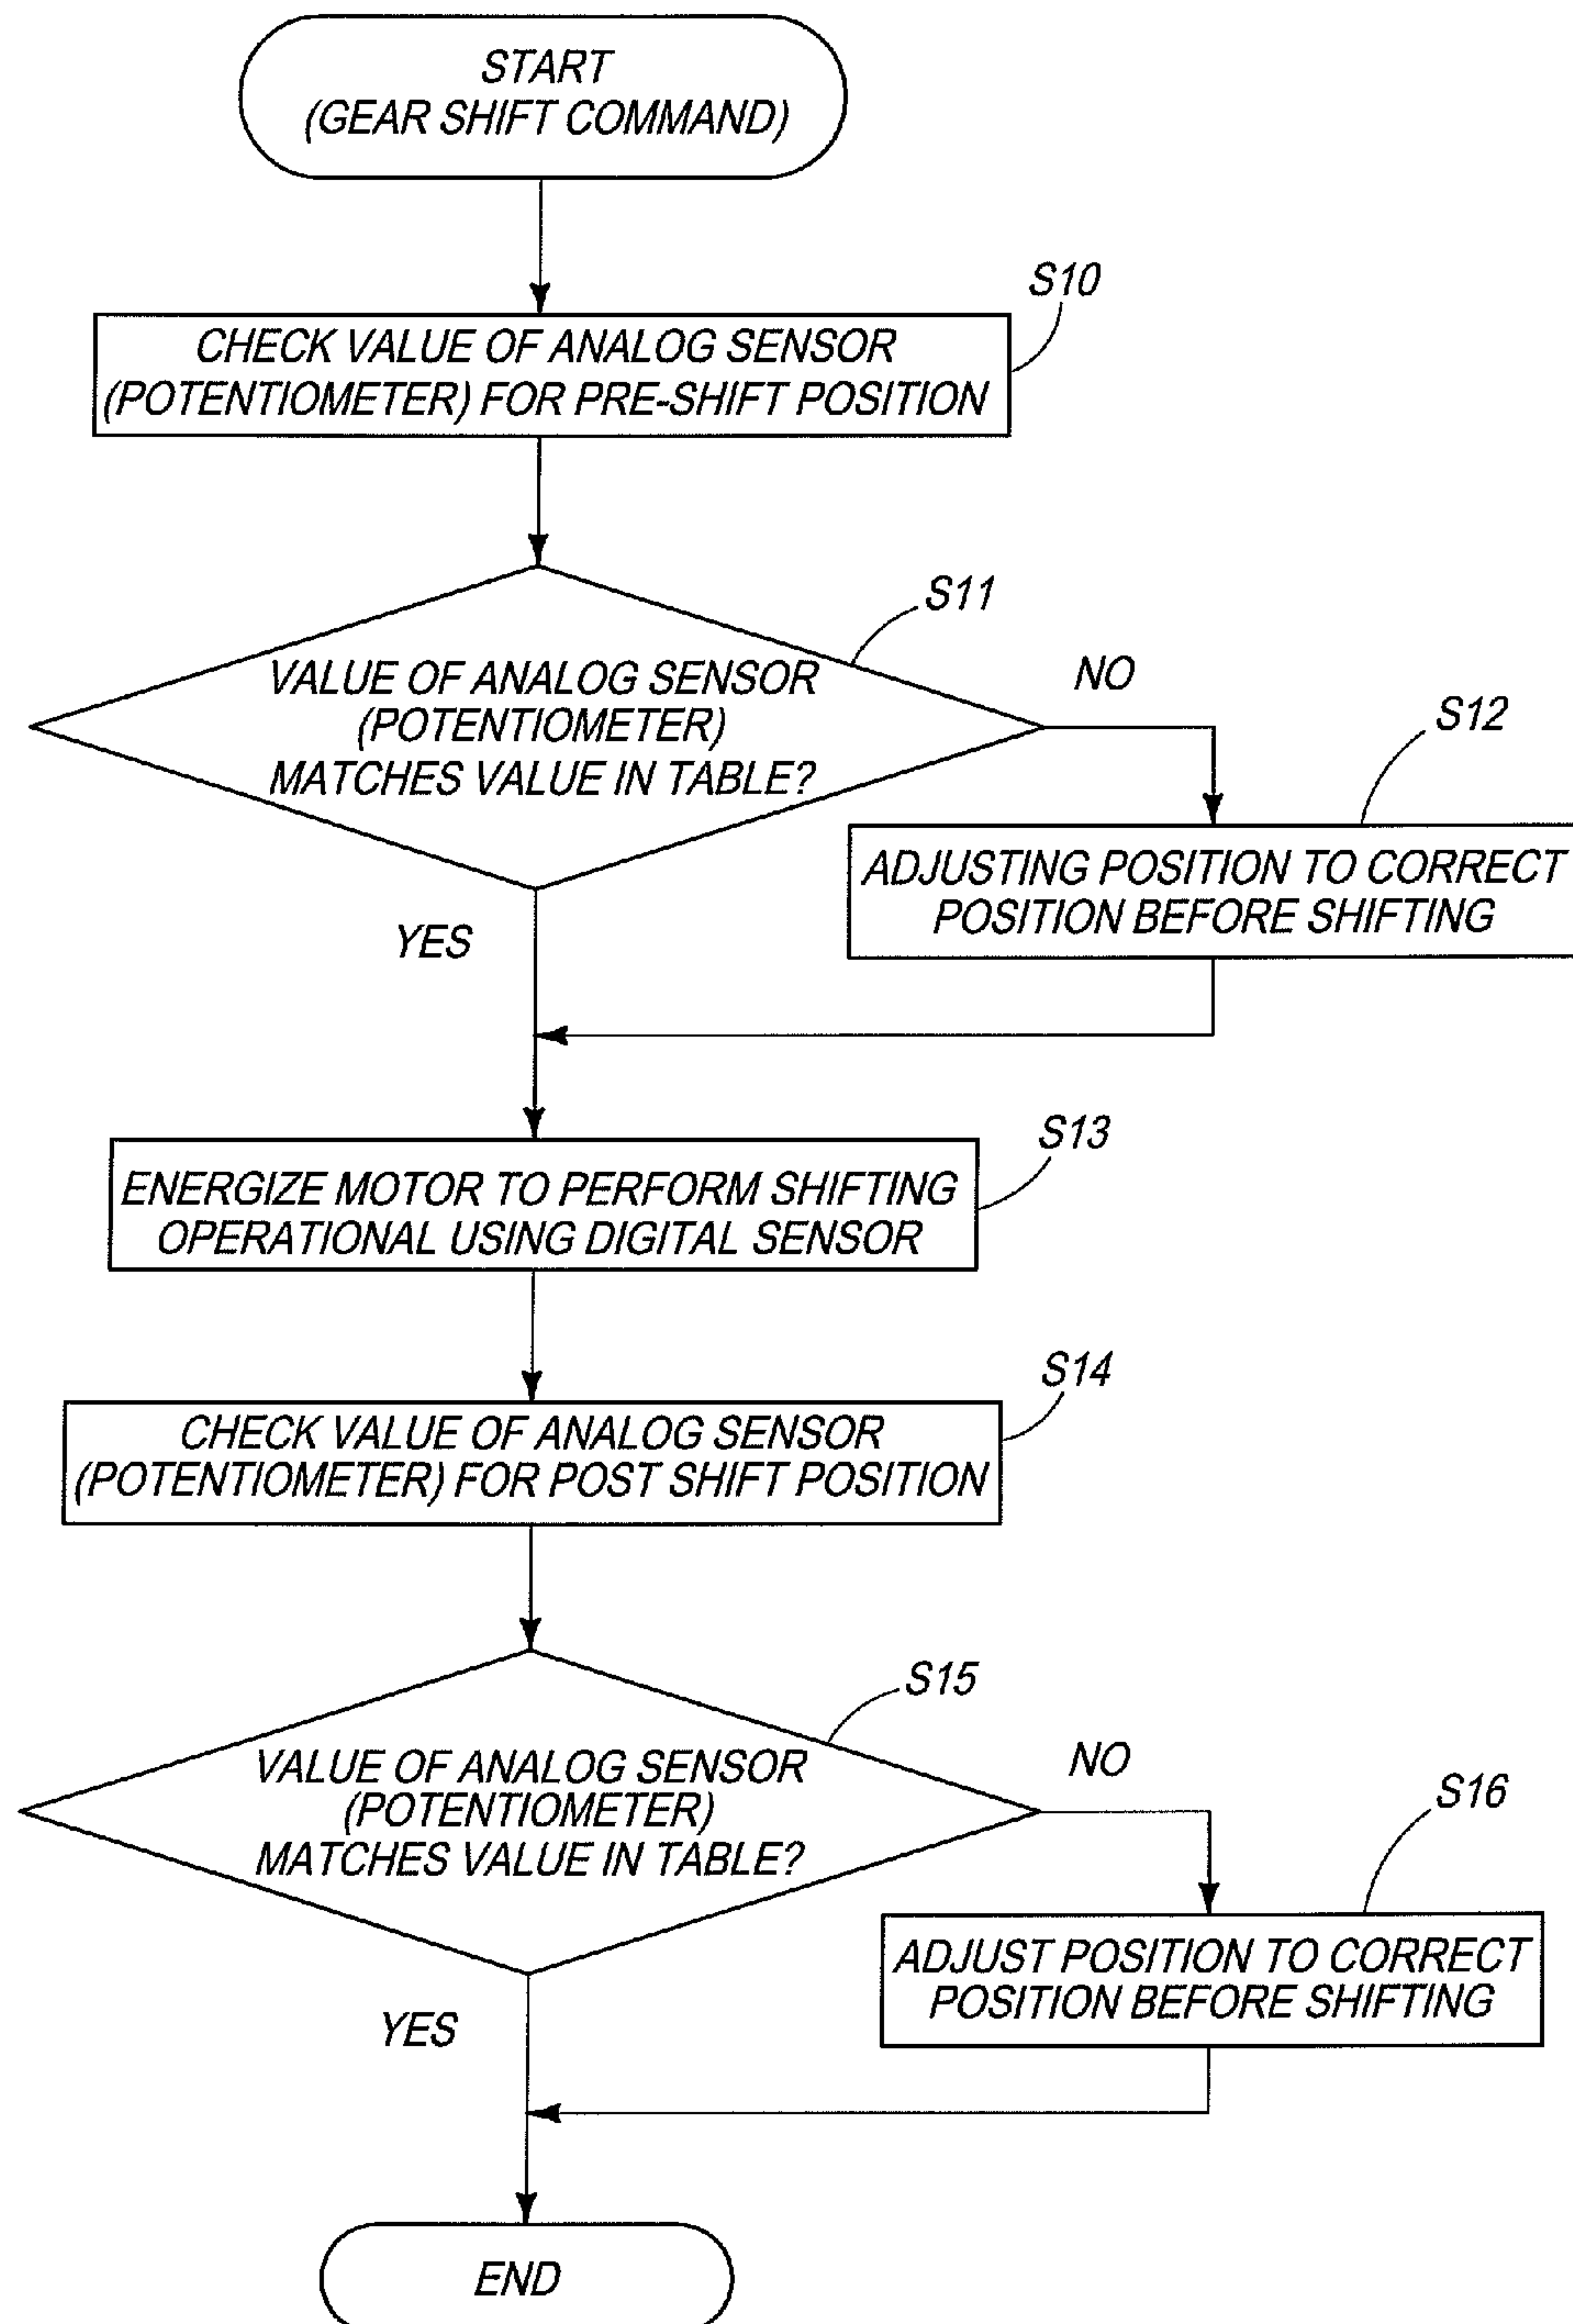 START
(GEAR SHIFT COMMAND)
S10
CHECK VALUE OF ANALOG SENSOR
(POTENTIOMETER) FOR PRE-SHIFT POSITION
S11
VALUE OF ANALOG SENSOR
(POTENTIOMETER)
MATCHES VALUE IN TABLE?
NO
S12
ADJUSTING POSITION TO CORRECT
POSITION BEFORE SHIFTING
YES
S13
ENERGIZE MOTOR TO PERFORM SHIFTING
OPERATIONAL USING DIGITAL SENSOR
S14
CHECK VALUE OF ANALOG SENSOR
(POTENTIOMETER) FOR POST SHIFT POSITION
S15
VALUE OF ANALOG SENSOR
(POTENTIOMETER)
MATCHES VALUE IN TABLE?
NO
S16
ADJUST POSITION TO CORRECT
POSITION BEFORE SHIFTING
YES
END